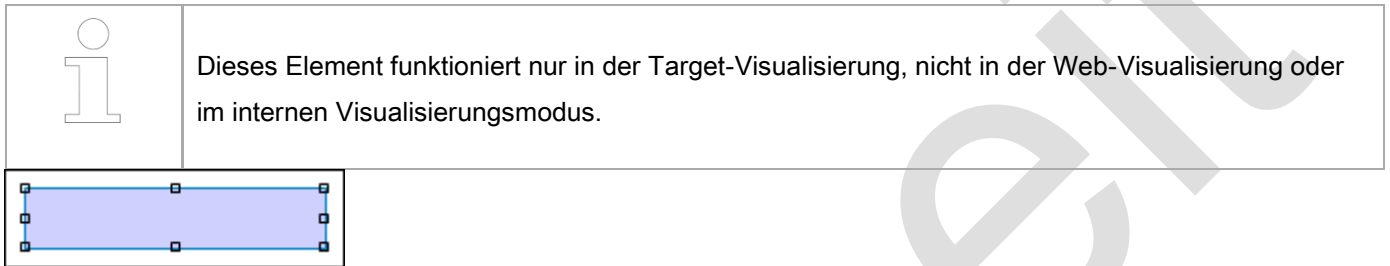 Dieses Element funktioniert nur in der Target-Visualisierung, nicht in der Web-Visualisierung oder
im internen Visualisierungsmodus.